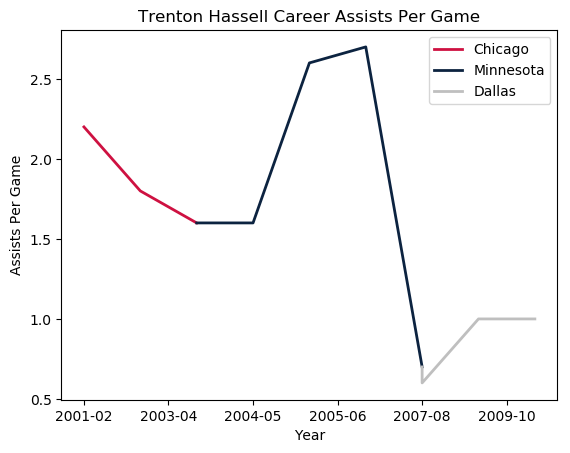 Trenton Hassell Career Assists Per Game
Chicago
Minnesota
Dallas
Assists Per Game
2.5
2.0
1.5
1.0
0.5
2001-02 2003-04 2004-05 2005-06 2007-08 2009-10
Year